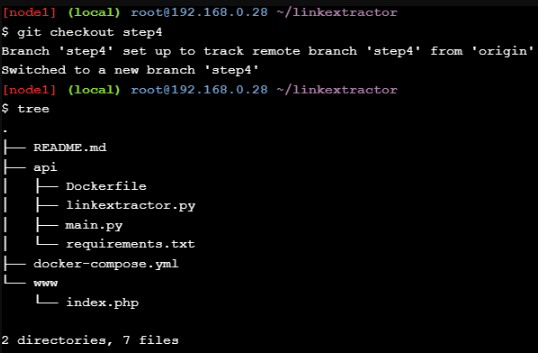 [node1] (local) root@192.168.0.28 ~/linkextractor
$ git checkout step4
Branch 'step4' set up to track remote branch 'step4' from 'origin'
Switched to a new branch 'step4'
[node1] (local) root@192.168.0.28 ~/linkextractor
$ tree
.
├── README.md
├── api
│   ├── Dockerfile
│   ├── linkextractor.py
│   ├── main.py
│   └── requirements.txt
├── docker-compose.yml
└── www
    └── index.php

2 directories, 7 files